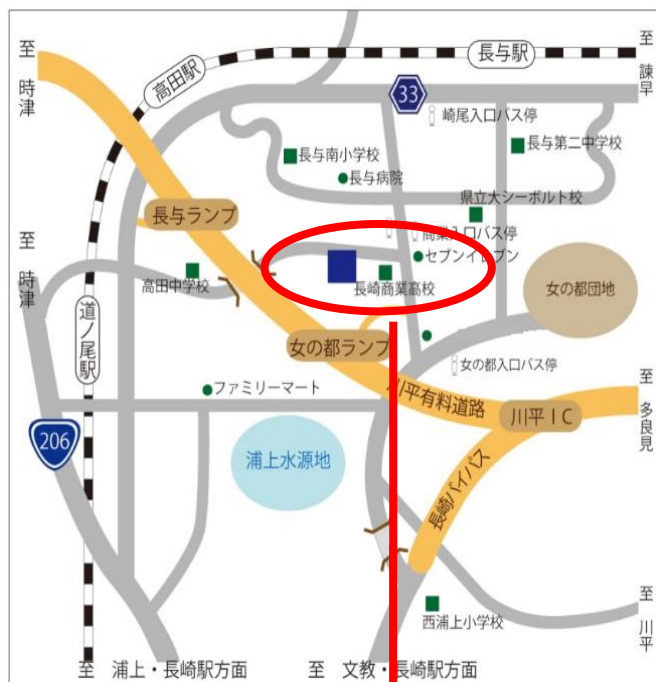 至 時津
長与駅
至 諫早
高田駅
33
崎尾入口バス停
長与南小学校
長与第二中学校
長与病院
県立大シーボルト校
長与ランプ
商業入口バス停
セブンイレブン
至 時津
高田中学校
長崎商業高校
女の都団地
道ノ尾駅
女の都ランプ
女の都入口バス停
ファミリーマート
川平有料道路
至 多良見
川平IC
206
浦上水源地
長崎バイパス
西浦上小学校
至 川平
至 浦上・長崎駅方面
至 文教・長崎駅方面